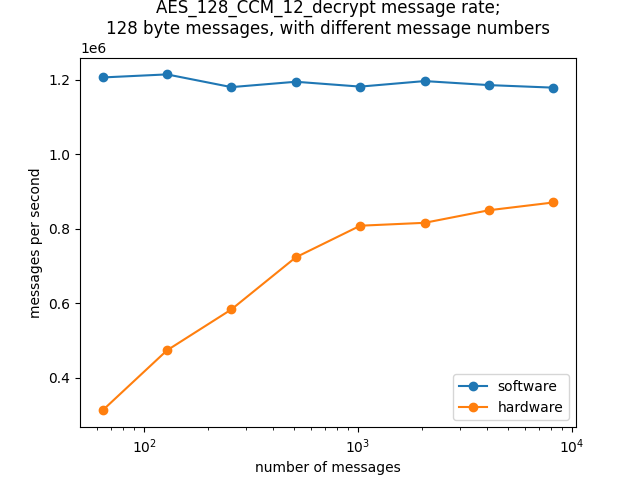 AES_128_CCM_12_decrypt message rate;
128 byte messages, with different message numbers
1e6
1.2
1.0
0.8
0.6
0.4
messages per second
10²
10³
10⁴
number of messages
software
hardware